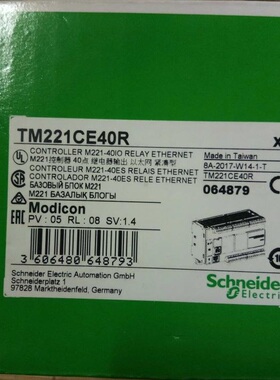 TM221CE40R
CONTROLLER M221-40IO RELAY ETHERNET
M221控制器 40点 继电器输出 以太网 紧凑型
CONTROLEUR M221-40ES RELAIS ETHERNET
CONTROLADOR M221-40ES RELE ETHERNET
БАЗОВЫЙ БЛОК M221
M221 БАЗАЛЫҚ БЛОГЫ
Made in Taiwan
8A-2017-W14-1-T
TM221CE40R
064879
UL
EAC
Modicon
PV : 05 RL : 08 SV:1.4
3 606480 648793
Schneider Electric Automation GmbH
Schneiderplatz 1
97828 Marktheidenfeld, Germany
Schneider
Electric